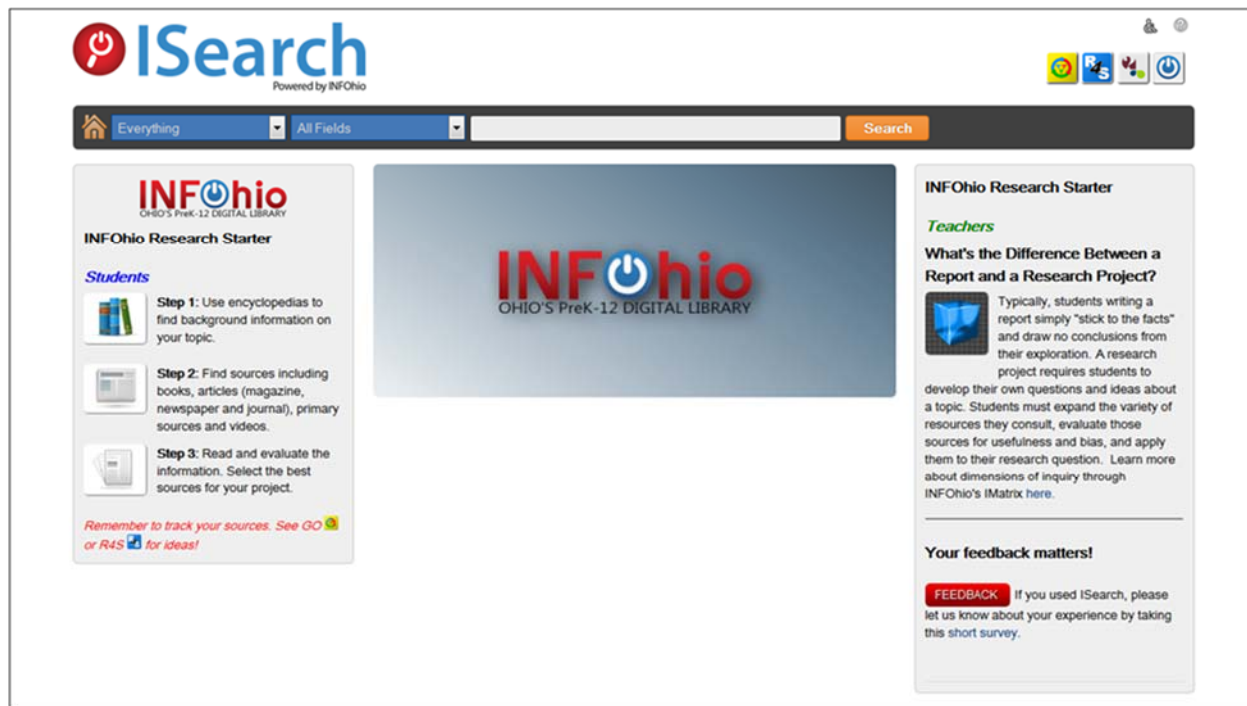 ISearch
Powered by INFOhio
R4S
Everything
All Fields
Search
INFOhio
OHIO'S PreK-12 DIGITAL LIBRARY
INFOhio Research Starter
Students
Step 1: Use encyclopedias to
find background information on
your topic.
Step 2: Find sources including
books, articles (magazine,
newspaper and journal), primary
sources and videos.
Step 3: Read and evaluate the
information. Select the best
sources for your project.
Remember to track your sources. See GO
or R4S for ideas!
INFOhio
OHIO'S PreK-12 DIGITAL LIBRARY
INFOhio Research Starter
Teachers
What's the Difference Between a
Report and a Research Project?
Typically, students writing a
report simply "stick to the facts"
and draw no conclusions from
their exploration. A research
project requires students to
develop their own questions and ideas about
a topic. Students must expand the variety of
resources they consult, evaluate those
sources for usefulness and bias, and apply
them to their research question. Learn more
about dimensions of inquiry through
INFOhio's IMatrix here.
Your feedback matters!
FEEDBACK If you used ISearch, please
let us know about your experience by taking
this short survey.